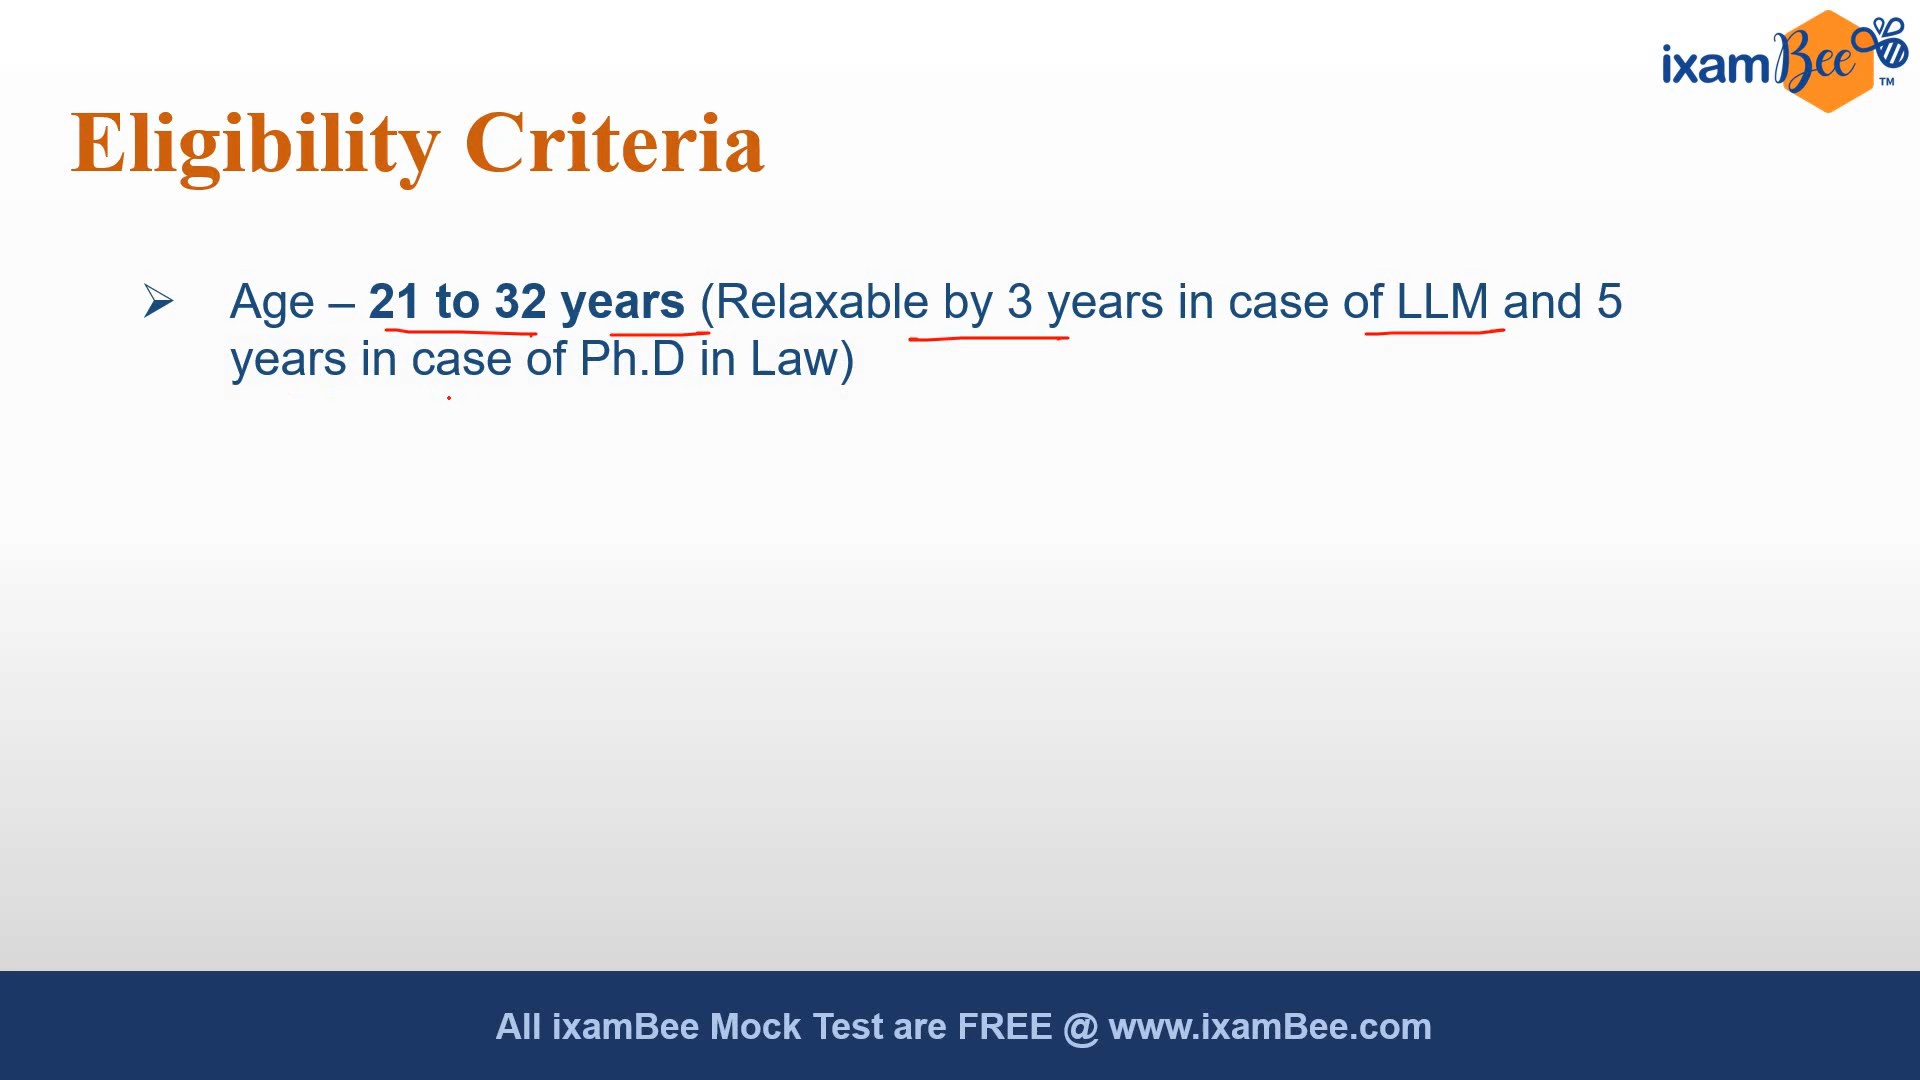 ixamBee™
Eligibility Criteria
➢ Age – 21 to 32 years (Relaxable by 3 years in case of LLM and 5
years in case of Ph.D in Law)
All ixamBee Mock Test are FREE @ www.ixamBee.com